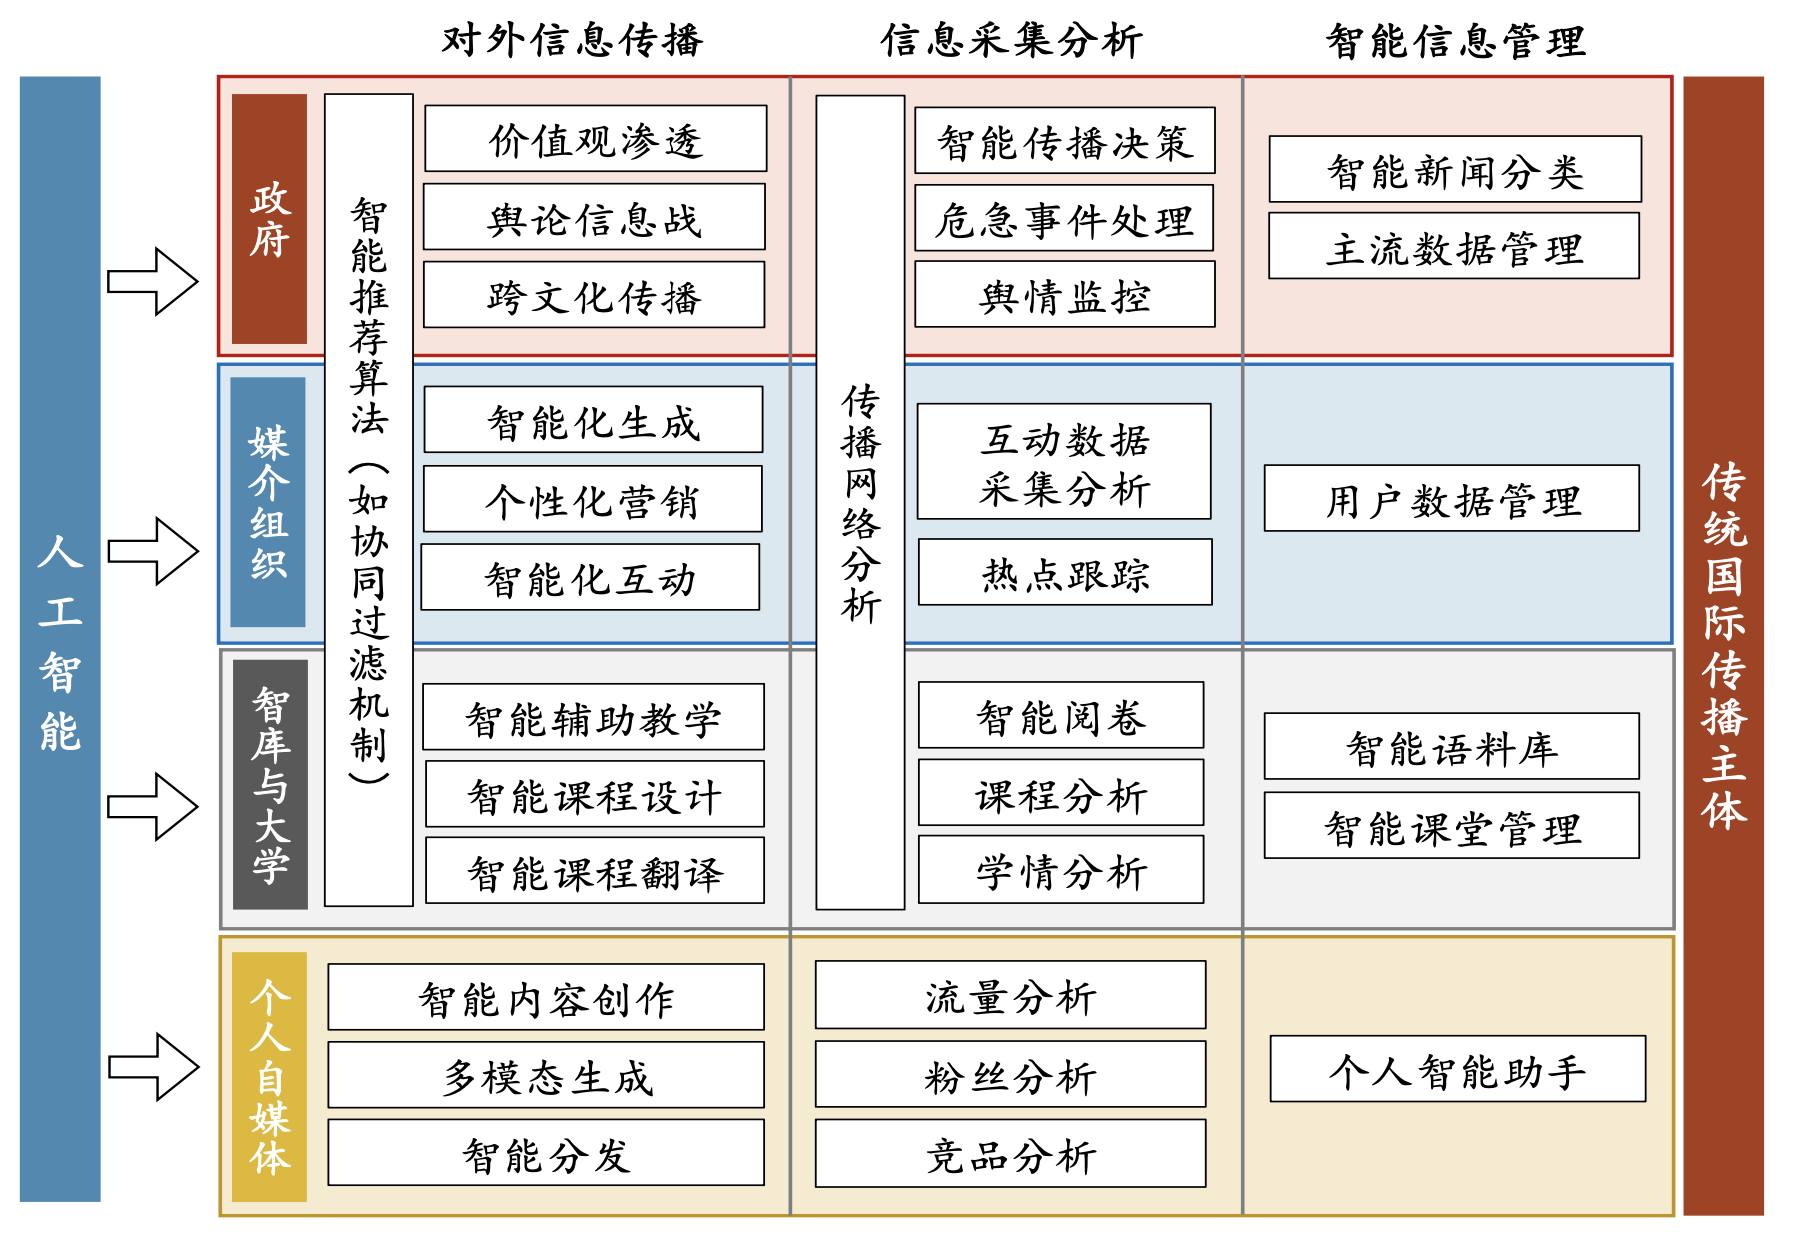 对外信息传播
信息采集分析
智能信息管理
人工智能
政府
智能推荐算法（如协同过滤机制）
价值观渗透
舆论信息战
跨文化传播
传播网络分析
智能传播决策
危急事件处理
舆情监控
智能新闻分类
主流数据管理
媒介组织
智能化生成
个性化营销
智能化互动
互动数据
采集分析
热点跟踪
用户数据管理
智库与大学
智能辅助教学
智能课程设计
智能课程翻译
智能阅卷
课程分析
学情分析
智能语料库
智能课堂管理
个人自媒体
智能内容创作
多模态生成
智能分发
流量分析
粉丝分析
竞品分析
个人智能助手
传统国际传播主体